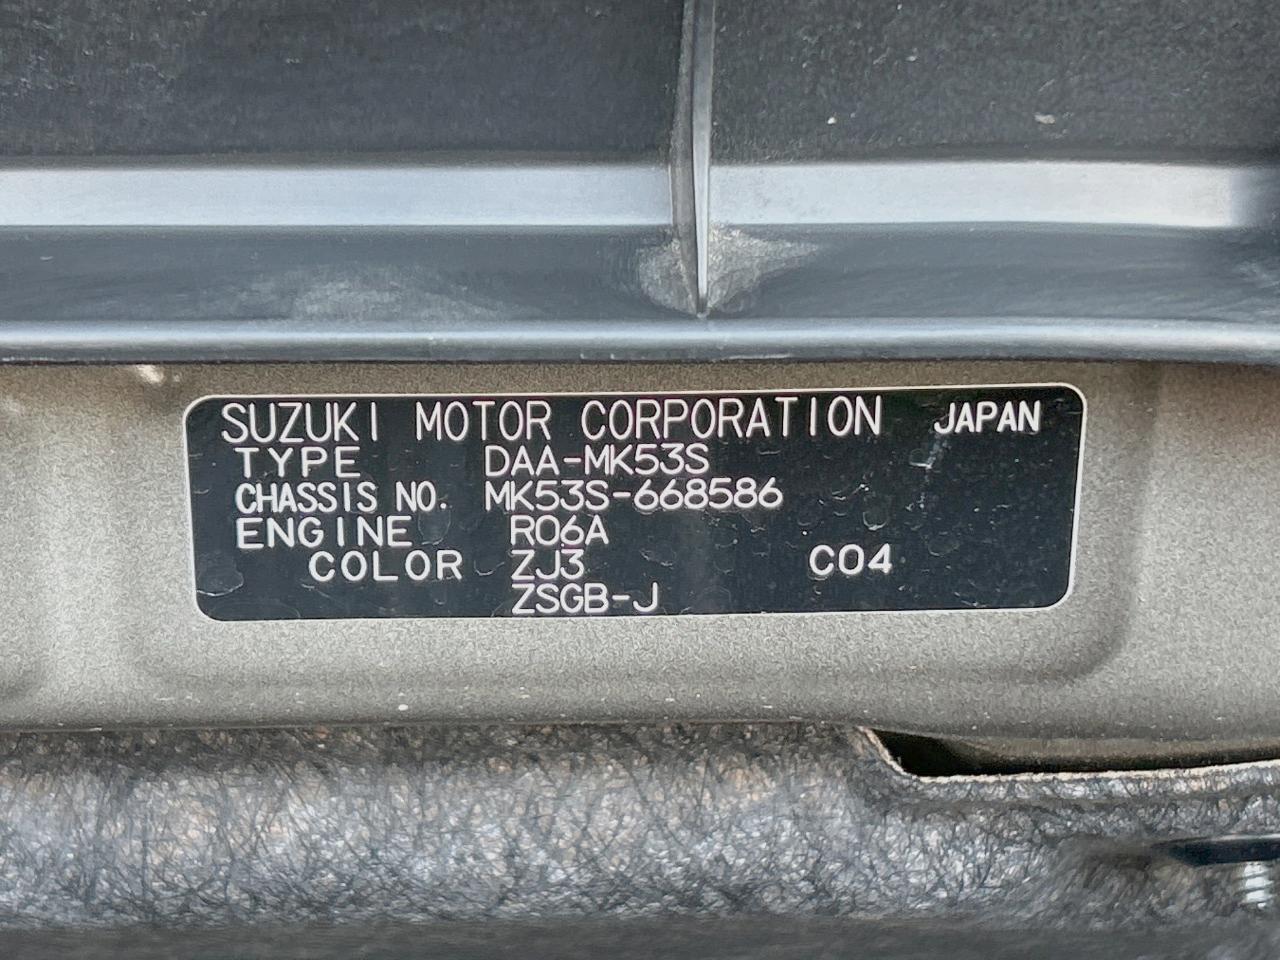 SUZUKI MOTOR CORPORATION JAPAN
TYPE DAA-MK53S
CHASSIS NO. MK53S-668586
ENGINE R06A
COLOR ZJ3 C04
ZSGB-J